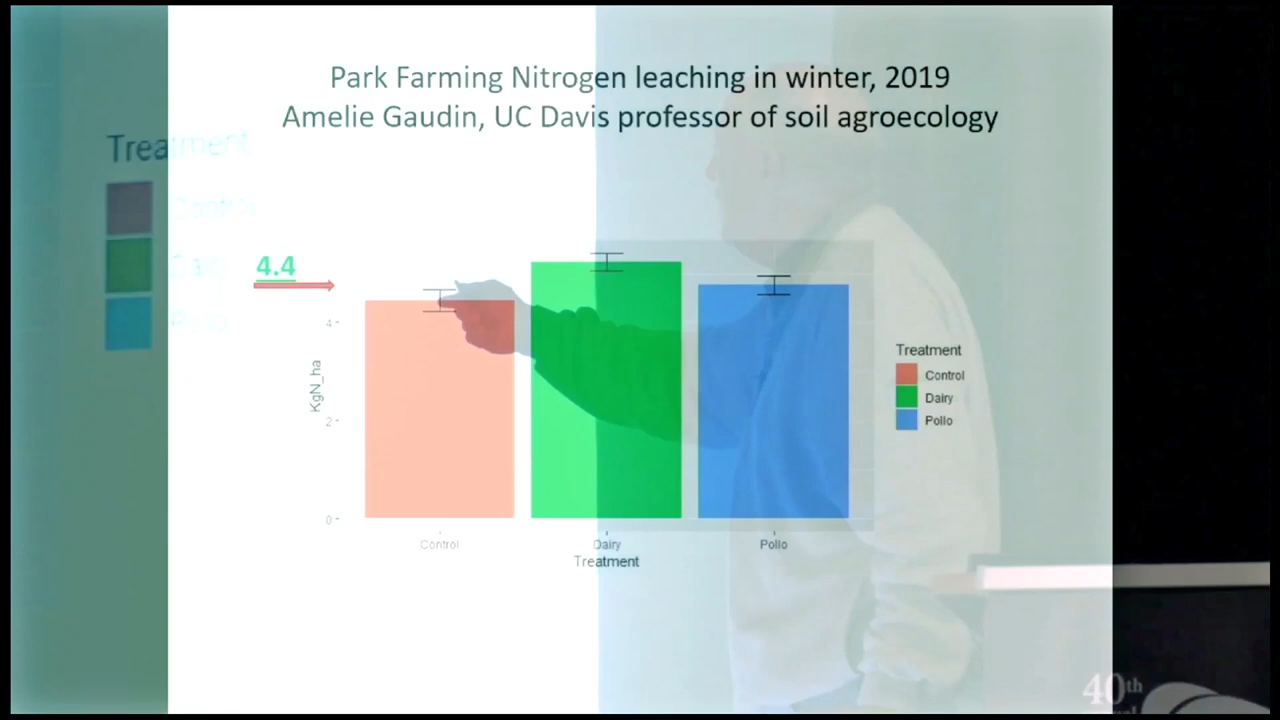 Park Farming Nitrogen leaching in winter, 2019
Amelie Gaudin, UC Davis professor of soil agroecology
Treatment
Control
4.4
4
2
0
KgN_ha
Control
Dairy
Pollo
Treatment
Treatment
Control
Dairy
Pollo
40th